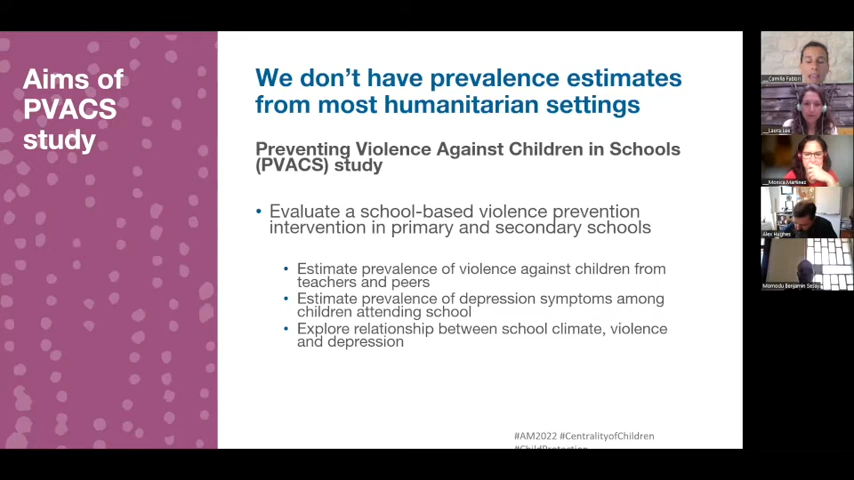 Aims of
PVACS
study
We don't have prevalence estimates
from most humanitarian settings
Preventing Violence Against Children in Schools
(PVACS) study
• Evaluate a school-based violence prevention
intervention in primary and secondary schools
• Estimate prevalence of violence against children from
teachers and peers
• Estimate prevalence of depression symptoms among
children attending school
• Explore relationship between school climate, violence
and depression
#AM2022 #CentralityofChildren
#ChildProtection
Camilla Fabbri
Laura Lee
Monica Martinez
Alex Hughes
Momodu Benjamin Sesay